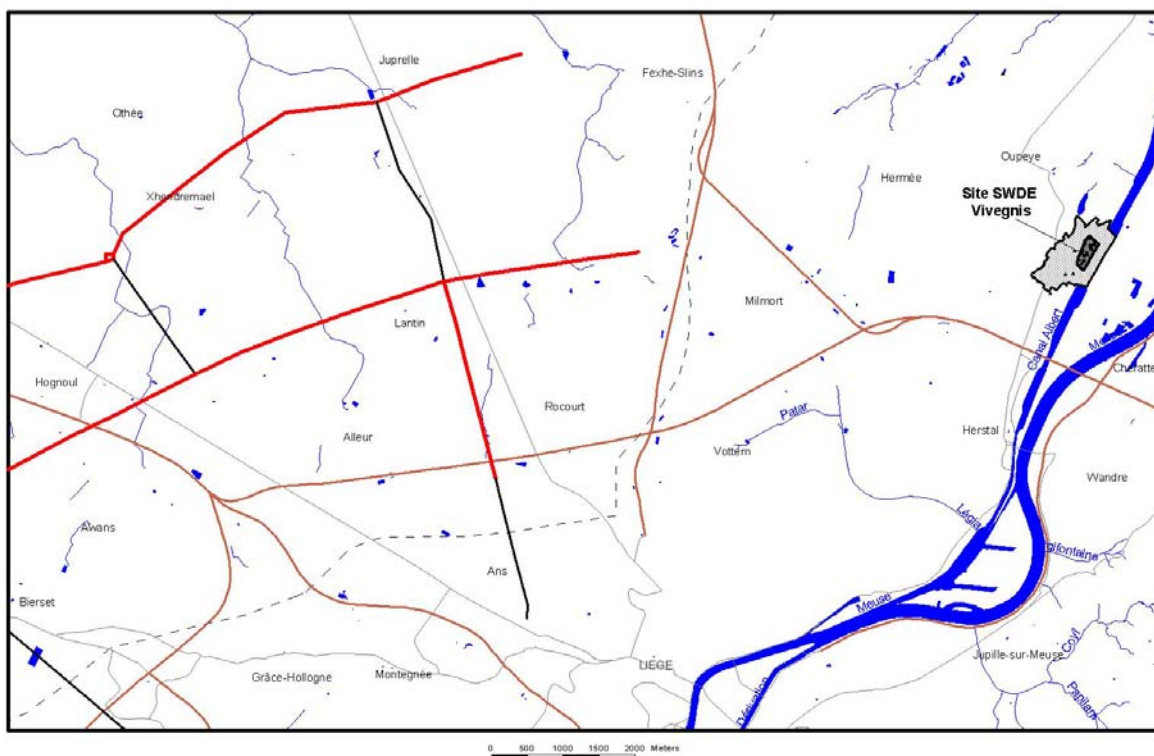 Juprelle
Fexhe-Slins
Othée
Oupeye
Hermée
Xhendremael
Site SWDE
Vivegnis
Milmort
Lantin
Canal Albert
Hognoul
Cheratte
Rocourt
Patar
Alleur
Vottem
Herstal
Wandre
Awans
Légia
Ans
Bierset
Meuse
Jupille-sur-Meuse
Coyi
LIEGE
Grâce-Hollogne
Montegnée
Dérivation
0 500 1000 1500 2000 Meters